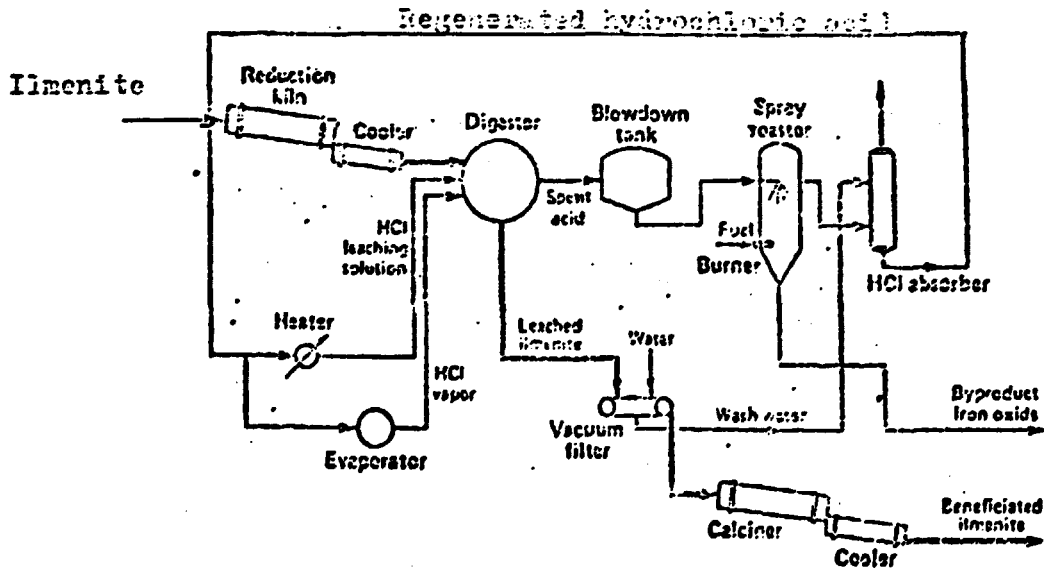 Regenerated hydrochloric acid
Ilmenite
Reduction
kiln
Cooler
Digester
Blowdown
tank
Spray
roaster
Spent
acid
HCl
leaching
solution
Fuel
Burner
HCl absorber
Heater
Leached
ilmenite
Water
HCl
vapor
Evaporator
Vacuum
filter
Wash water
Byproduct
Iron oxide
Calciner
Cooler
Beneficiated
ilmenite